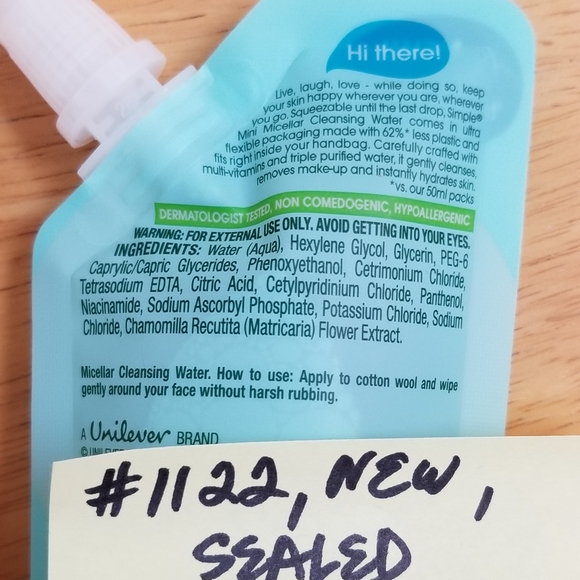 Hi there!
Live, laugh, love - while doing so, keep
your skin happy wherever you are, wherever
you go. Squeezable until the last drop, Simple®
Mini Micellar Cleansing Water comes in ultra
flexible packaging made with 62%* less plastic and
fits right inside your handbag. Carefully crafted with
multi-vitamins and triple purified water, it gently cleanses,
removes make-up and instantly hydrates skin.
*vs. our 50ml packs
DERMATOLOGIST TESTED, NON COMEDOGENIC, HYPOALLERGENIC
WARNING: FOR EXTERNAL USE ONLY. AVOID GETTING INTO YOUR EYES.
INGREDIENTS: Water (Aqua), Hexylene Glycol, Glycerin, PEG-6
Caprylic/Capric Glycerides, Phenoxyethanol, Cetrimonium Chloride,
Tetrasodium EDTA, Citric Acid, Cetylpyridinium Chloride, Panthenol,
Niacinamide, Sodium Ascorbyl Phosphate, Potassium Chloride, Sodium
Chloride, Chamomilla Recutita (Matricaria) Flower Extract.
Micellar Cleansing Water. How to use: Apply to cotton wool and wipe
gently around your face without harsh rubbing.
A Unilever BRAND
#1122, NEW,
SEALED